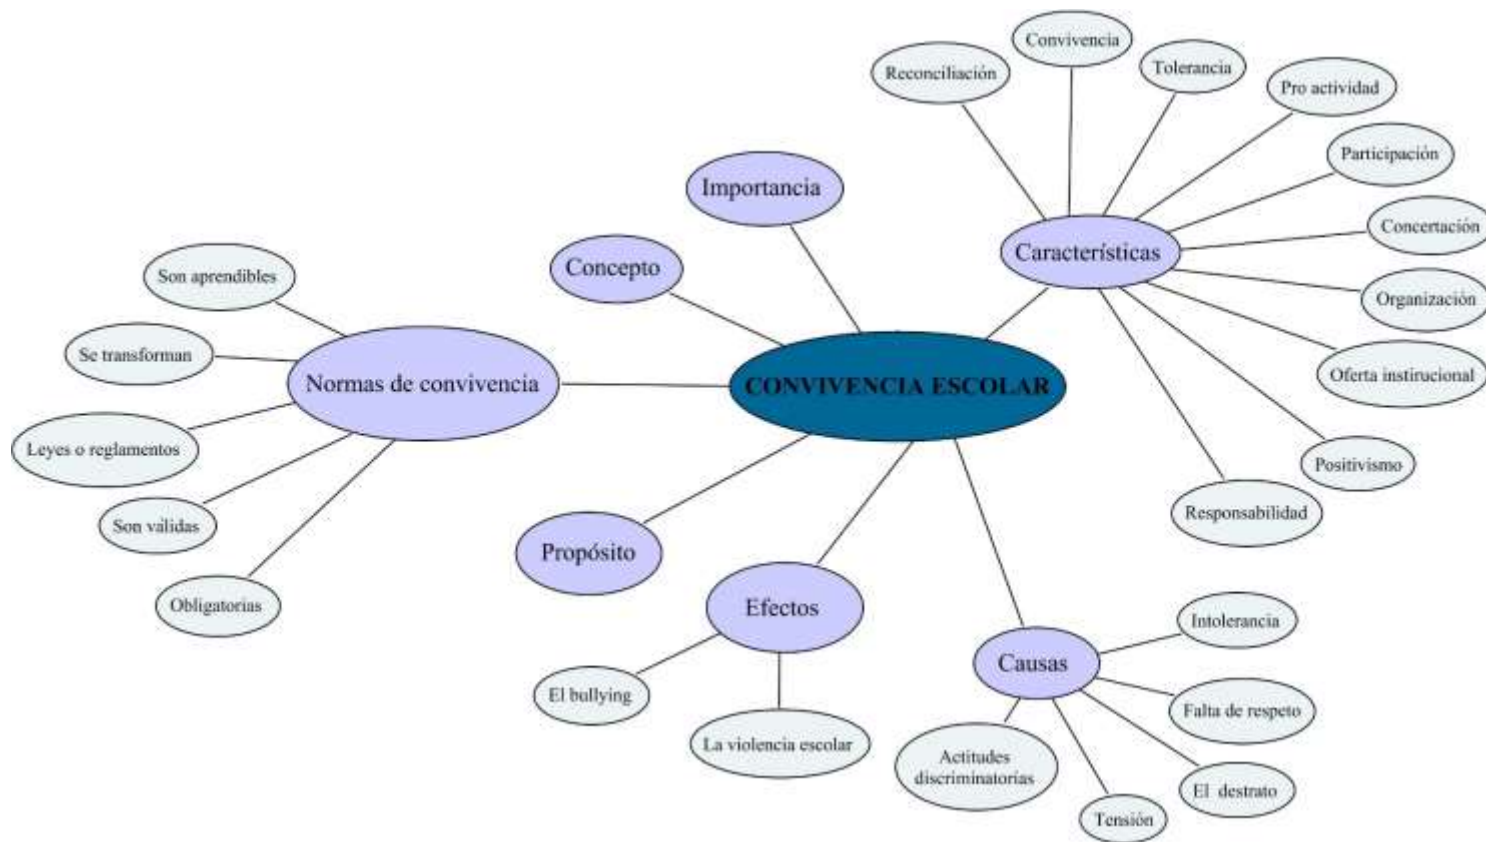 Convivencia
Reconciliación
Tolerancia
Pro actividad
Participación
Importancia
Concertación
Característificas
Concepto
Son aprendibles
Organización
Se transforman
Normas de convivencia
CONVIVENCIA ESCOLAR
Oferta instirucional
Leyes o reglamentos
Positivismo
Son válidas
Responsabilidad
Propósito
Obligatorias
Efectos
Intolerancia
Causas
El bullying
Falta de respeto
La violencia escolar
Actitudes
discriminatorias
El destrato
Tensión